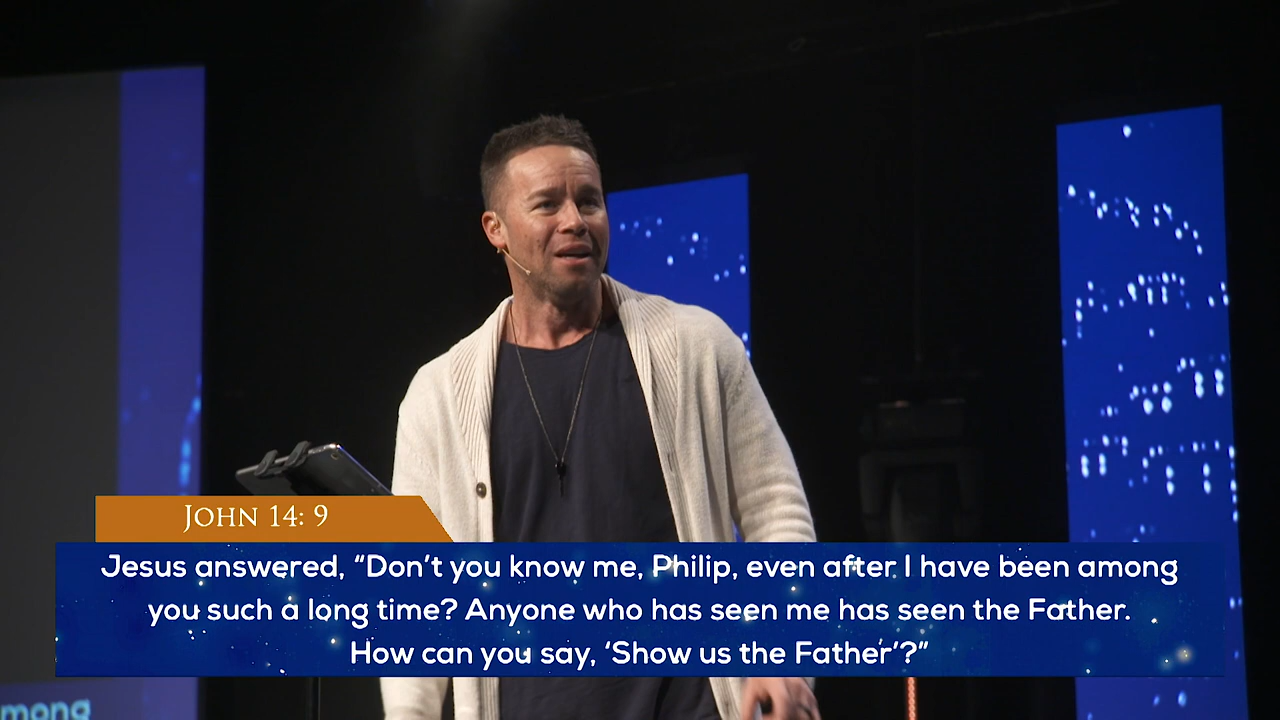 John 14: 9
Jesus answered, “Don’t you know me, Philip, even after I have been among
you such a long time? Anyone who has seen me has seen the Father.
How can you say, ‘Show us the Father’?”
mong